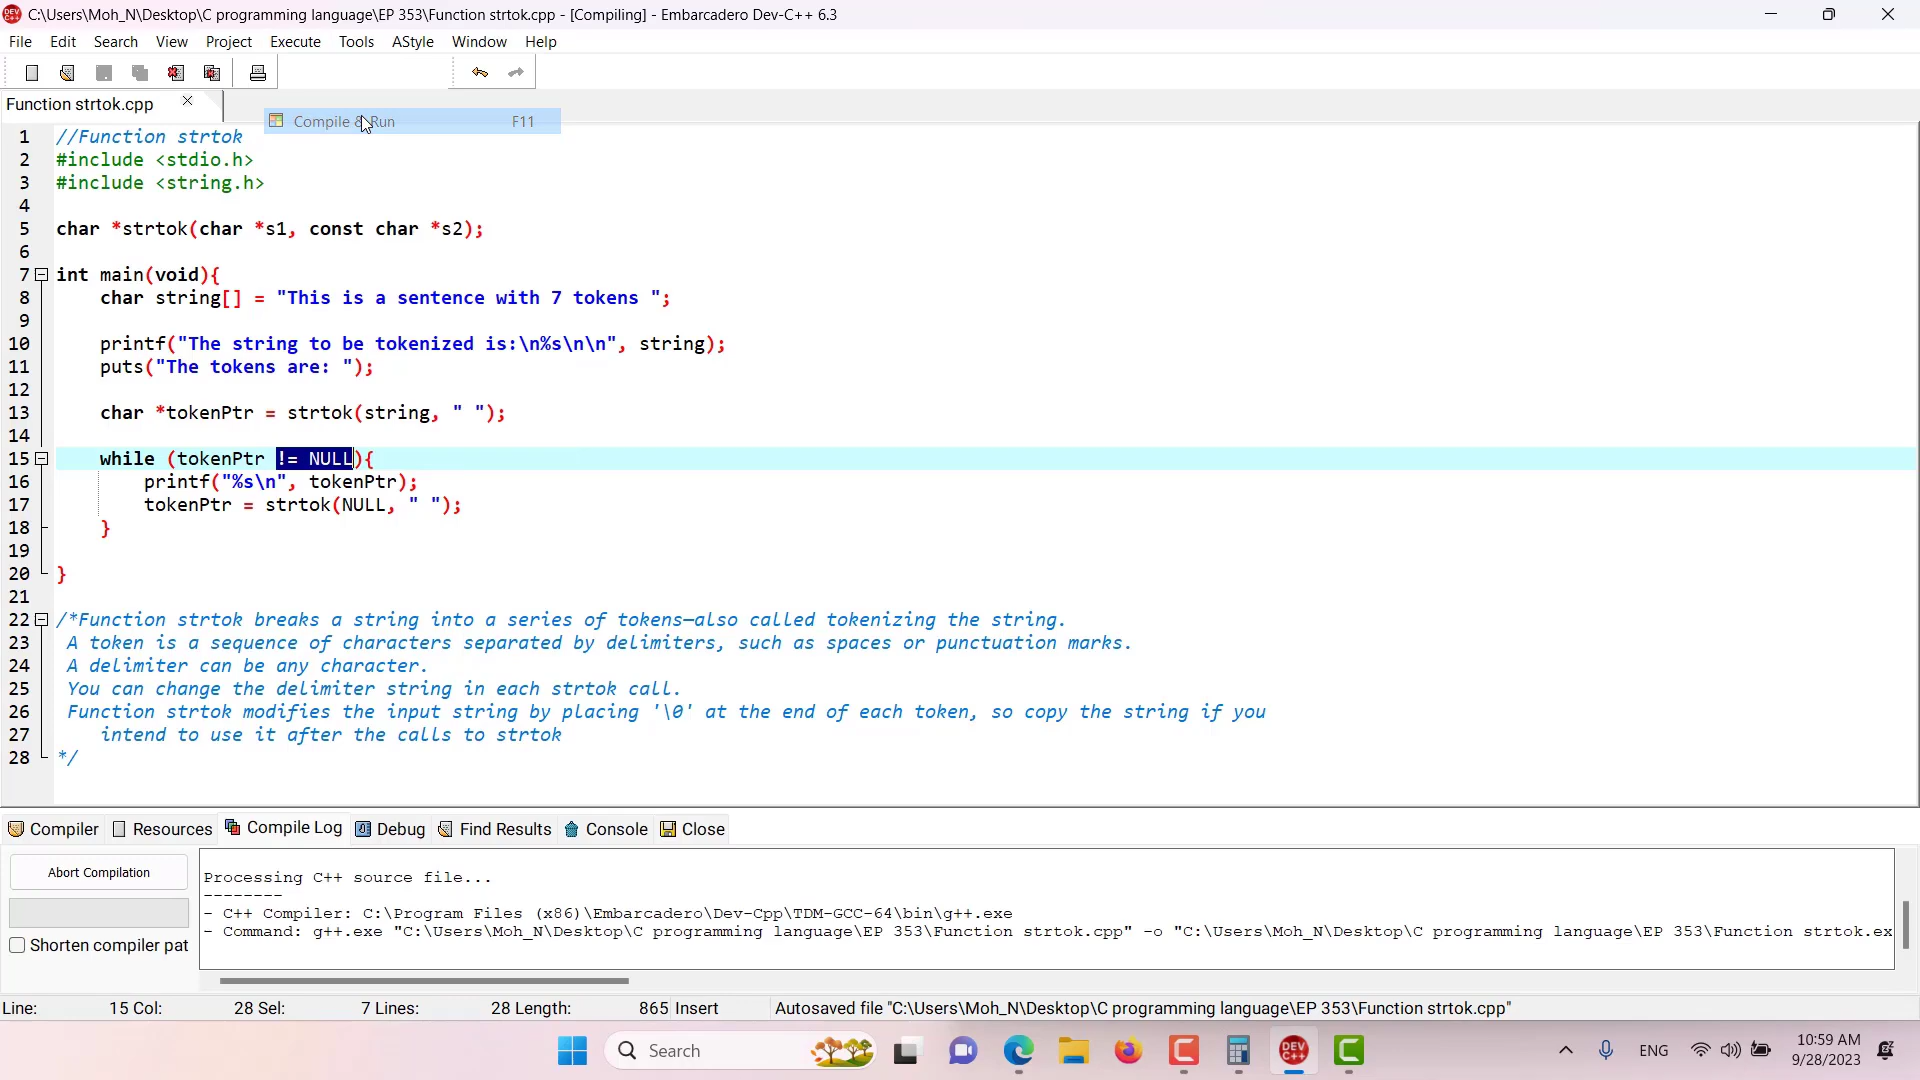 C:\Users\Moh_N\Desktop\C programming language\EP 353\Function strtok.cpp - [Compiling] - Embarcadero Dev-C++ 6.3
File Edit Search View Project Execute Tools AStyle Window Help
Function strtok.cpp
Compile & Run F11
1 //Function strtok
2 #include <stdio.h>
3 #include <string.h>
4
5 char *strtok(char *s1, const char *s2);
6
7 int main(void){
8 char string[] = "This is a sentence with 7 tokens ";
9
10 printf("The string to be tokenized is:\n%s\n\n", string);
11 puts("The tokens are: ");
12
13 char *tokenPtr = strtok(string, " ");
14
15 while (tokenPtr != NULL){
16 printf("%s\n", tokenPtr);
17 tokenPtr = strtok(NULL, " ");
18 }
19
20 }
21
22 /*Function strtok breaks a string into a series of tokens—also called tokenizing the string.
23 A token is a sequence of characters separated by delimiters, such as spaces or punctuation marks.
24 A delimiter can be any character.
25 You can change the delimiter string in each strtok call.
26 Function strtok modifies the input string by placing '\0' at the end of each token, so copy the string if you
27 intend to use it after the calls to strtok
28 */
Compiler Resources Compile Log Debug Find Results Console Close
Abort Compilation
Shorten compiler pat
Processing C++ source file...
--------
- C++ Compiler: C:\Program Files (x86)\Embarcadero\Dev-Cpp\TDM-GCC-64\bin\g++.exe
- Command: g++.exe "C:\Users\Moh_N\Desktop\C programming language\EP 353\Function strtok.cpp" -o "C:\Users\Moh_N\Desktop\C programming language\EP 353\Function strtok.ex
Line: 15 Col: 28 Sel: 7 Lines: 28 Length: 865 Insert Autosaved file "C:\Users\Moh_N\Desktop\C programming language\EP 353\Function strtok.cpp"
Search
DEV C++
ENG
10:59 AM
9/28/2023